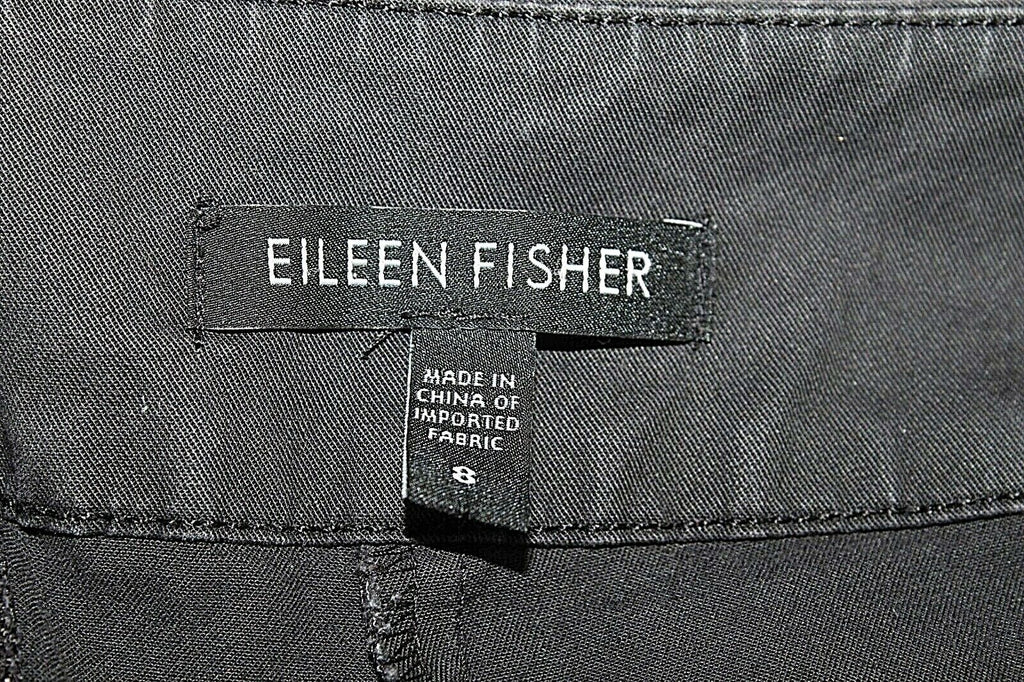 EILEEN FISHER
MADE IN
CHINA OF
IMPORTED
FABRIC
8